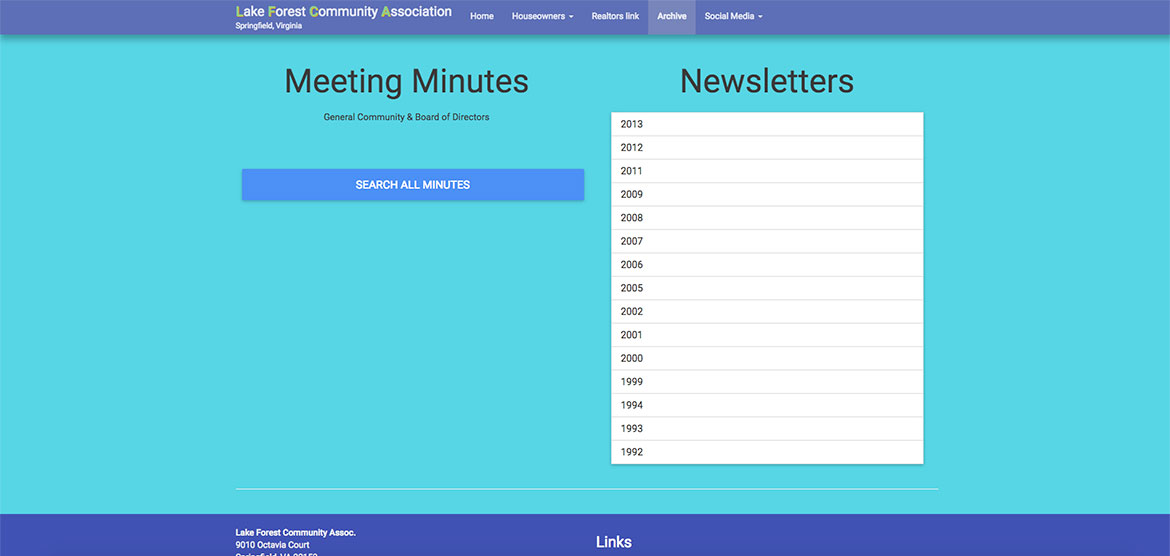 Lake Forest Community Association
Springfield, Virginia
Home Houseowners Realtors link Archive Social Media
Meeting Minutes
General Community & Board of Directors
SEARCH ALL MINUTES
Newsletters
2013
2012
2011
2009
2008
2007
2006
2005
2002
2001
2000
1999
1994
1993
1992
Lake Forest Community Assoc.
9010 Octavia Court
Links